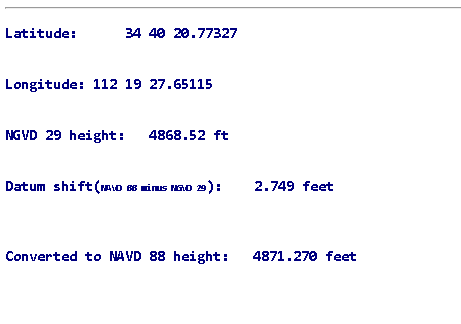 Latitude: 34 40 20.77327
Longitude: 112 19 27.65115
NGVD 29 height: 4868.52 ft
Datum shift(NAVD 88 minus NGVD 29): 2.749 feet
Converted to NAVD 88 height: 4871.270 feet